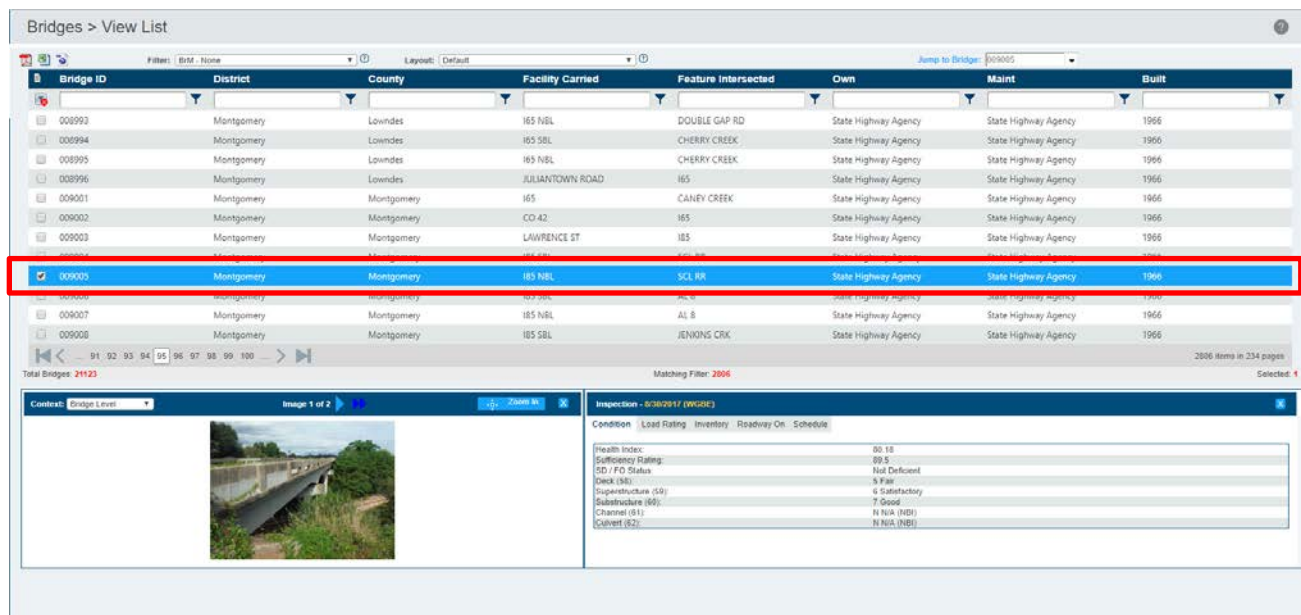 Bridges > View List
Filter: BrM - None Layout: Default Jump to Bridge: 009005
Bridge ID District County Facility Carried Feature Intersected Own Maint Built
008993 Montgomery Lowndes I65 NBL DOUBLE GAP RD State Highway Agency State Highway Agency 1966
008994 Montgomery Lowndes I65 SBL CHERRY CREEK State Highway Agency State Highway Agency 1966
008995 Montgomery Lowndes I65 NBL CHERRY CREEK State Highway Agency State Highway Agency 1966
008996 Montgomery Lowndes JULIANTOWN ROAD I65 State Highway Agency State Highway Agency 1966
009001 Montgomery Montgomery I65 CANEY CREEK State Highway Agency State Highway Agency 1966
009002 Montgomery Montgomery CO 42 I65 State Highway Agency State Highway Agency 1966
009003 Montgomery Montgomery LAWRENCE ST I85 State Highway Agency State Highway Agency 1966
009005 Montgomery Montgomery I85 NBL SCL RR State Highway Agency State Highway Agency 1966
009007 Montgomery Montgomery I85 NBL AL 8 State Highway Agency State Highway Agency 1966
009008 Montgomery Montgomery I85 SBL JENKINS CRK State Highway Agency State Highway Agency 1966
... 91 92 93 94 95 96 97 98 99 100 ... 2806 items in 234 pages
Total Bridges: 21123 Matching Filter: 2806 Selected: 1
Context: Bridge Level Image 1 of 2 Zoom In X
Inspection - 8/30/2017 (WGBE) X
Condition Load Rating Inventory Roadway On Schedule
Health Index:
Sufficiency Rating: 89.5
SD / FO Status: Not Deficient
Deck (58): 5 Fair
Superstructure (59): 6 Satisfactory
Substructure (60): 7 Good
Channel (61): N N/A (NBI)
Culvert (62): N N/A (NBI)